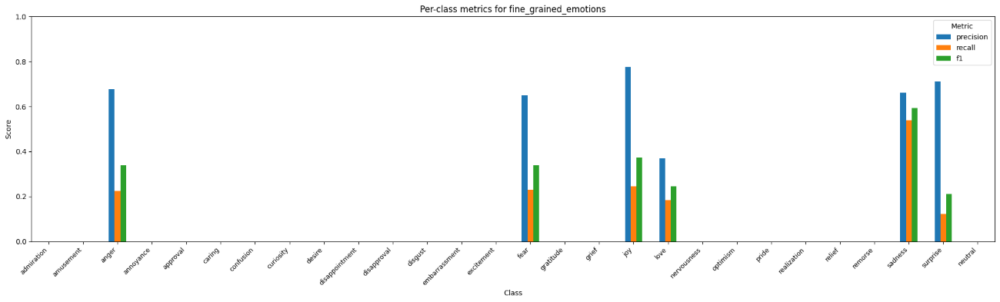 Per-class metrics for fine_grained_emotions
1.0
0.8
0.6
0.4
0.2
0.0
Score
Metric
precision
recall
f1
admiration
amusement
anger
annoyance
approval
caring
confusion
curiosity
desire
disappointment
disapproval
disgust
embarrassment
excitement
fear
gratitude
grief
joy
love
nervousness
optimism
pride
realization
relief
remorse
sadness
surprise
neutral
Class